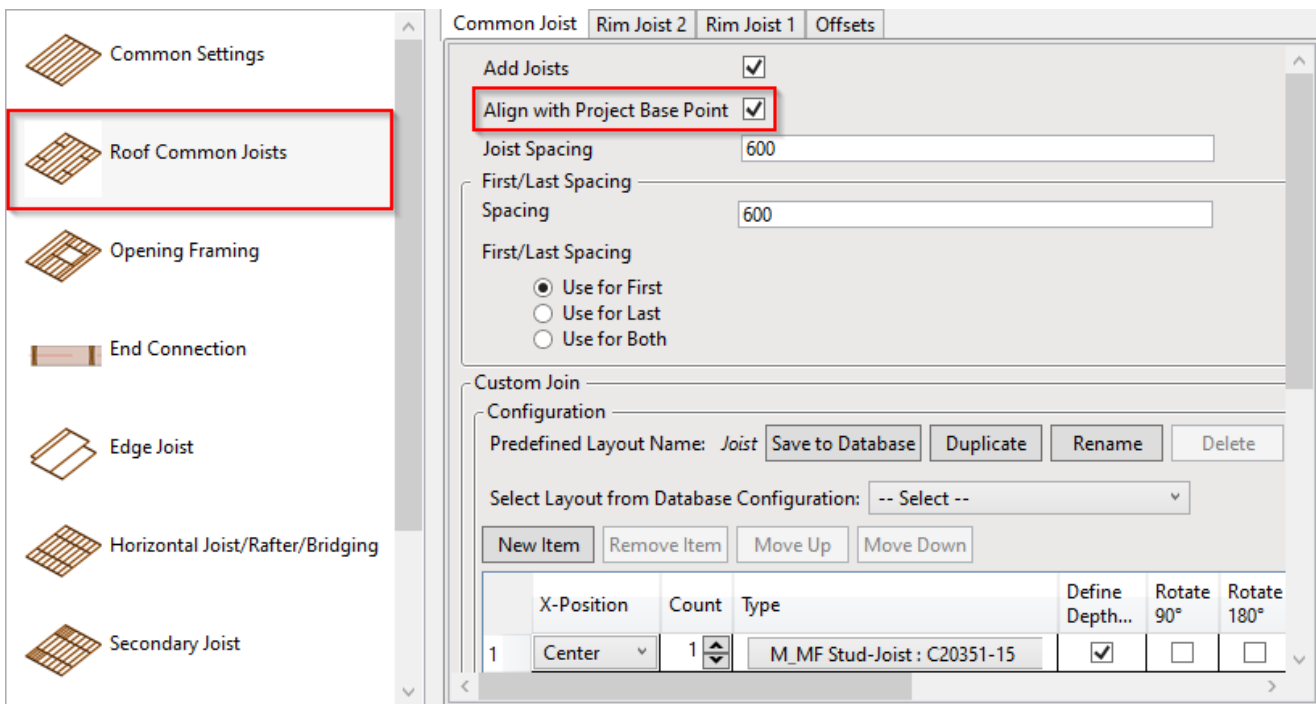 Common Settings
Roof Common Joists
Opening Framing
End Connection
Edge Joist
Horizontal Joist/Rafter/Bridging
Secondary Joist
Common Joist Rim Joist 2 Rim Joist 1 Offsets
Add Joists
Align with Project Base Point
Joist Spacing 600
First/Last Spacing
Spacing 600
First/Last Spacing
Use for First
Use for Last
Use for Both
Custom Join
Configuration
Predefined Layout Name: Joist Save to Database Duplicate Rename Delete
Select Layout from Database Configuration: -- Select --
New Item Remove Item Move Up Move Down
X-Position Count Type Define Depth... Rotate 90° Rotate 180°
1 Center 1 M_MF Stud-Joist : C20351-15